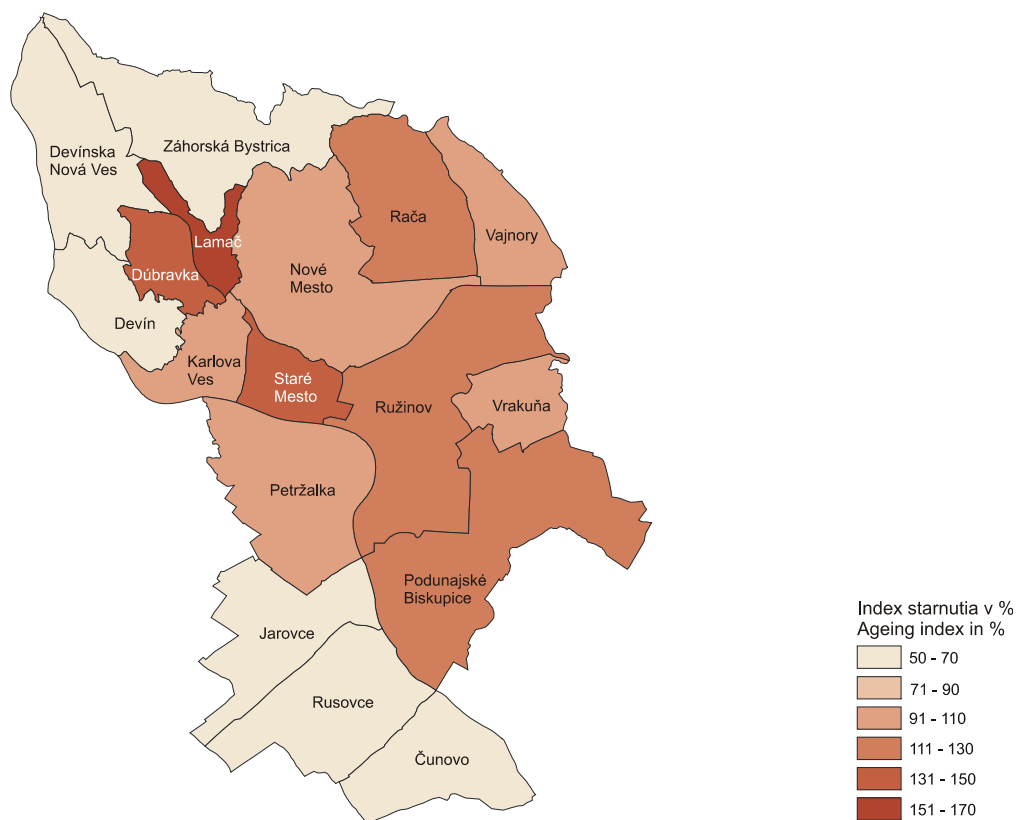 Devínska
Nová Ves
Záhorská Bystrica
Lamač
Dúbravka
Devín
Karlova
Ves
Staré
Mesto
Nové
Mesto
Rača
Vajnory
Ružinov
Vrakuňa
Petržalka
Podunajské
Biskupice
Jarovce
Rusovce
Čunovo
Index starnutia v %
Ageing index in %
50 - 70
71 - 90
91 - 110
111 - 130
131 - 150
151 - 170